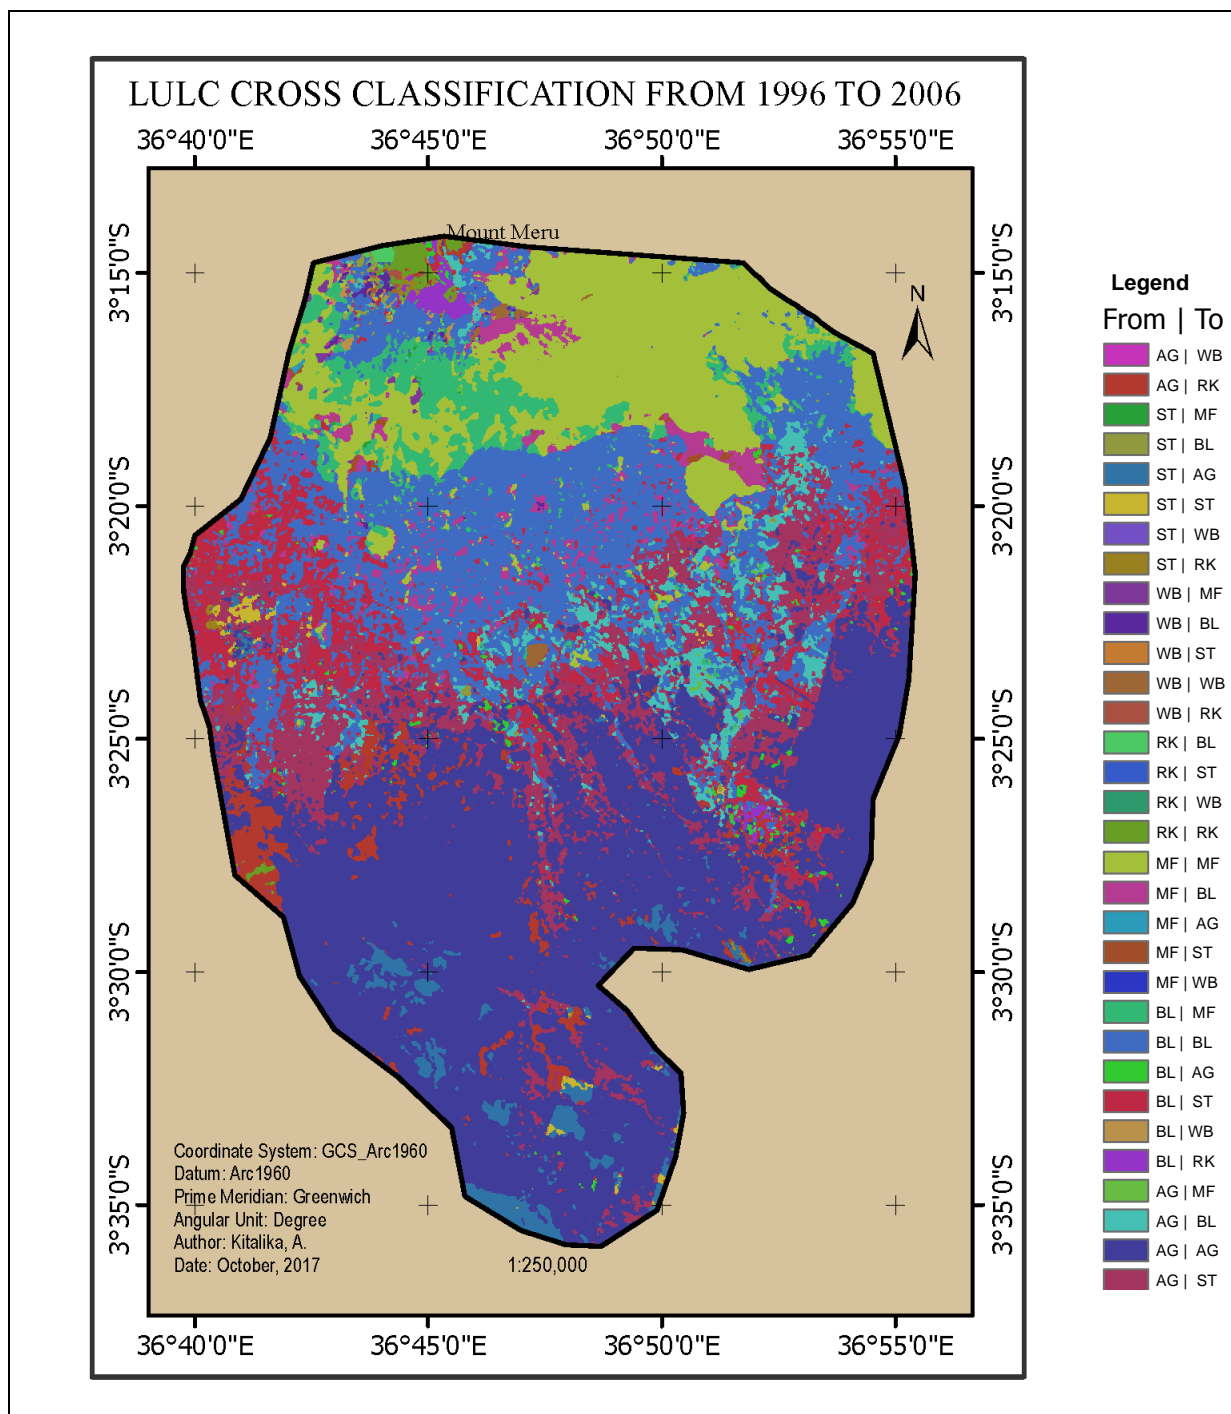 LULC CROSS CLASSIFICATION FROM 1996 TO 2006
36°40'0"E 36°45'0"E 36°50'0"E 36°55'0"E
Mount Meru
3°15'0"S 3°15'0"S
N
3°20'0"S 3°20'0"S
3°25'0"S 3°25'0"S
3°30'0"S 3°30'0"S
3°35'0"S 3°35'0"S
Coordinate System: GCS_Arc1960
Datum: Arc1960
Prime Meridian: Greenwich
Angular Unit: Degree
Author: Kitalika, A.
Date: October, 2017
1:250,000
36°40'0"E 36°45'0"E 36°50'0"E 36°55'0"E
Legend
From | To
AG | WB
AG | RK
ST | MF
ST | BL
ST | AG
ST | ST
ST | WB
ST | RK
WB | MF
WB | BL
WB | ST
WB | WB
WB | RK
RK | BL
RK | ST
RK | WB
RK | RK
MF | MF
MF | BL
MF | AG
MF | ST
MF | WB
BL | MF
BL | BL
BL | AG
BL | ST
BL | WB
BL | RK
AG | MF
AG | BL
AG | AG
AG | ST